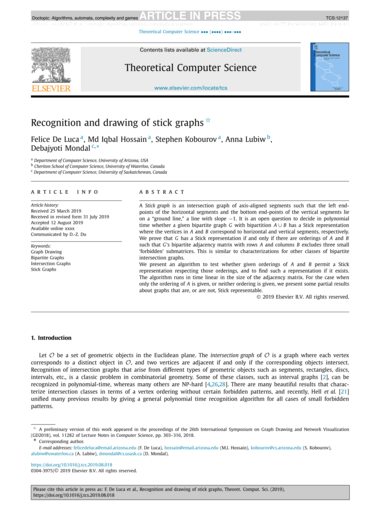 Doctopic: Algorithms, automata, complexity and games
ARTICLE IN PRESS
TCS:12137
Theoretical Computer Science
Contents lists available at ScienceDirect
Theoretical Computer Science
www.elsevier.com/locate/tcs
ELSEVIER
Recognition and drawing of stick graphs ☆
Felice De Luca a, Md Iqbal Hossain a, Stephen Kobourov a, Anna Lubiw b,
Debajyoti Mondal c,*
a Department of Computer Science, University of Arizona, USA
b Cheriton School of Computer Science, University of Waterloo, Canada
c Department of Computer Science, University of Saskatchewan, Canada
ARTICLE INFO
Article history:
Received 25 March 2019
Received in revised form 31 July 2019
Accepted 12 August 2019
Available online xxxx
Communicated by D.-Z. Du
Keywords:
Graph Drawing
Bipartite Graphs
Intersection Graphs
Stick Graphs
ABSTRACT
A Stick graph is an intersection graph of axis-aligned segments such that the left end-
points of the horizontal segments and the bottom end-points of the vertical segments lie
on a "ground line," a line with slope −1. It is an open question to decide in polynomial
time whether a given bipartite graph G with bipartition A ∪ B has a Stick representation
where the vertices in A and B correspond to horizontal and vertical segments, respectively.
We prove that G has a Stick representation if and only if there are orderings of A and B
such that G's bipartite adjacency matrix with rows A and columns B excludes three small
'forbidden' submatrices. This is similar to characterizations for other classes of bipartite
intersection graphs.
We present an algorithm to test whether given orderings of A and B permit a Stick
representation respecting those orderings, and to find such a representation if it exists.
The algorithm runs in time linear in the size of the adjacency matrix. For the case when
only the ordering of A is given, or neither ordering is given, we present some partial results
about graphs that are, or are not, Stick representable.
© 2019 Elsevier B.V. All rights reserved.
1. Introduction
Let O be a set of geometric objects in the Euclidean plane. The intersection graph of O is a graph where each vertex
corresponds to a distinct object in O, and two vertices are adjacent if and only if the corresponding objects intersect.
Recognition of intersection graphs that arise from different types of geometric objects such as segments, rectangles, discs,
intervals, etc., is a classic problem in combinatorial geometry. Some of these classes, such as interval graphs [2], can be
recognized in polynomial-time, whereas many others are NP-hard [4,26,28]. There are many beautiful results that charac-
terize intersection classes in terms of a vertex ordering without certain forbidden patterns, and recently, Hell et al. [21]
unified many previous results by giving a general polynomial time recognition algorithm for all cases of small forbidden
patterns.
☆ A preliminary version of this work appeared in the proceedings of the 26th International Symposium on Graph Drawing and Network Visualization
(GD2018), vol. 11282 of Lecture Notes in Computer Science, pp. 303–316, 2018.
* Corresponding author.
E-mail addresses: felicedeluca@email.arizona.edu (F. De Luca), hossain@email.arizona.edu (M.I. Hossain), kobourov@cs.arizona.edu (S. Kobourov),
alubiw@uwaterloo.ca (A. Lubiw), dmondal@cs.usask.ca (D. Mondal).
https://doi.org/10.1016/j.tcs.2019.08.018
0304-3975/© 2019 Elsevier B.V. All rights reserved.
Please cite this article in press as: F. De Luca et al., Recognition and drawing of stick graphs, Theoret. Comput. Sci. (2019),
https://doi.org/10.1016/j.tcs.2019.08.018